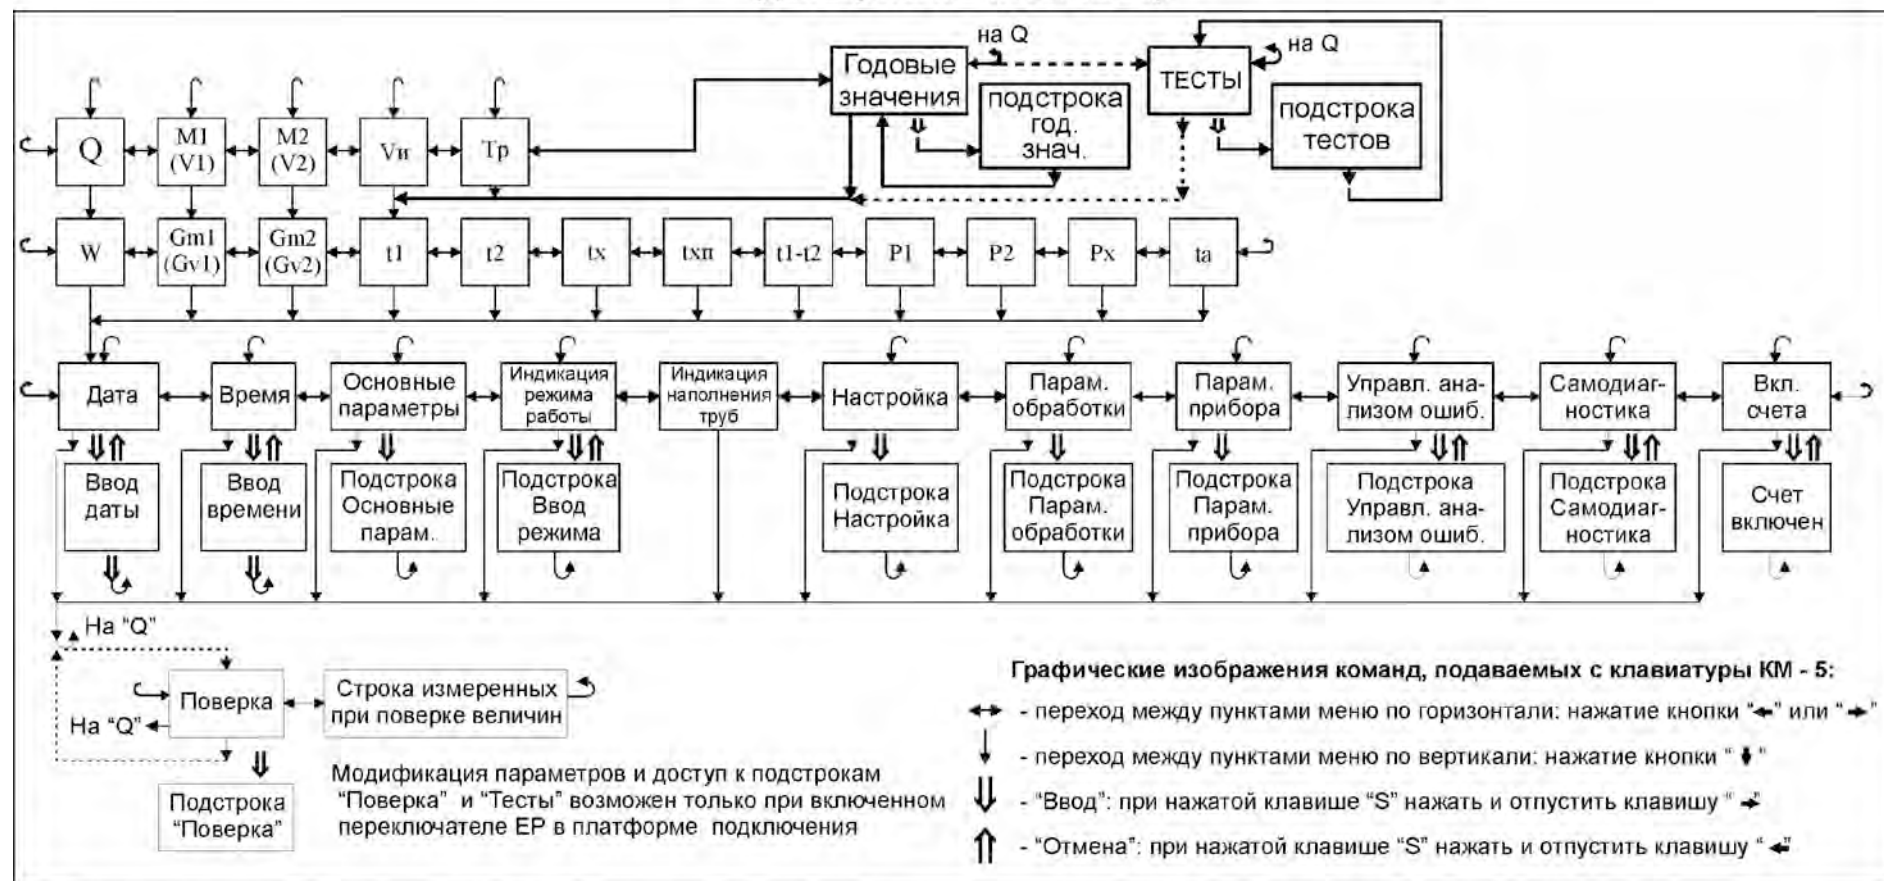 на Q
на Q
Годовые
значения
ТЕСТЫ
подстрока
год.
знач.
подстрока
тестов
Q
М1
(V1)
М2
(V2)
Vи
Тр
W
Gm1
(Gv1)
Gm2
(Gv2)
t1
t2
tx
tхп
t1-t2
P1
P2
Px
ta
Дата
Время
Основные
параметры
Индикация
режима
работы
Индикация
наполнения
труб
Настройка
Парам.
обработки
Парам.
прибора
Управл. ана-
лизом ошиб.
Самодиаг-
ностика
Вкл.
счета
Ввод
даты
Ввод
времени
Подстрока
Основные
парам.
Подстрока
Ввод
режима
Подстрока
Настройка
Подстрока
Парам.
обработки
Подстрока
Парам.
прибора
Подстрока
Управл. ана-
лизом ошиб.
Подстрока
Самодиаг-
ностика
Счет
включен
На “Q”
Поверка
Строка измеренных
при поверке величин
На “Q”
Подстрока
“Поверка”
Модификация параметров и доступ к подстрокам
“Поверка” и “Тесты” возможен только при включенном
переключателе ЕР в платформе подключения
Графические изображения команд, подаваемых с клавиатуры КМ - 5:
↔ - переход между пунктами меню по горизонтали: нажатие кнопки “←” или “→”
↓ - переход между пунктами меню по вертикали: нажатие кнопки “↓”
⇓ - “Ввод”: при нажатой клавише “S” нажать и отпустить клавишу “→”
⇑ - “Отмена”: при нажатой клавише “S” нажать и отпустить клавишу “←”